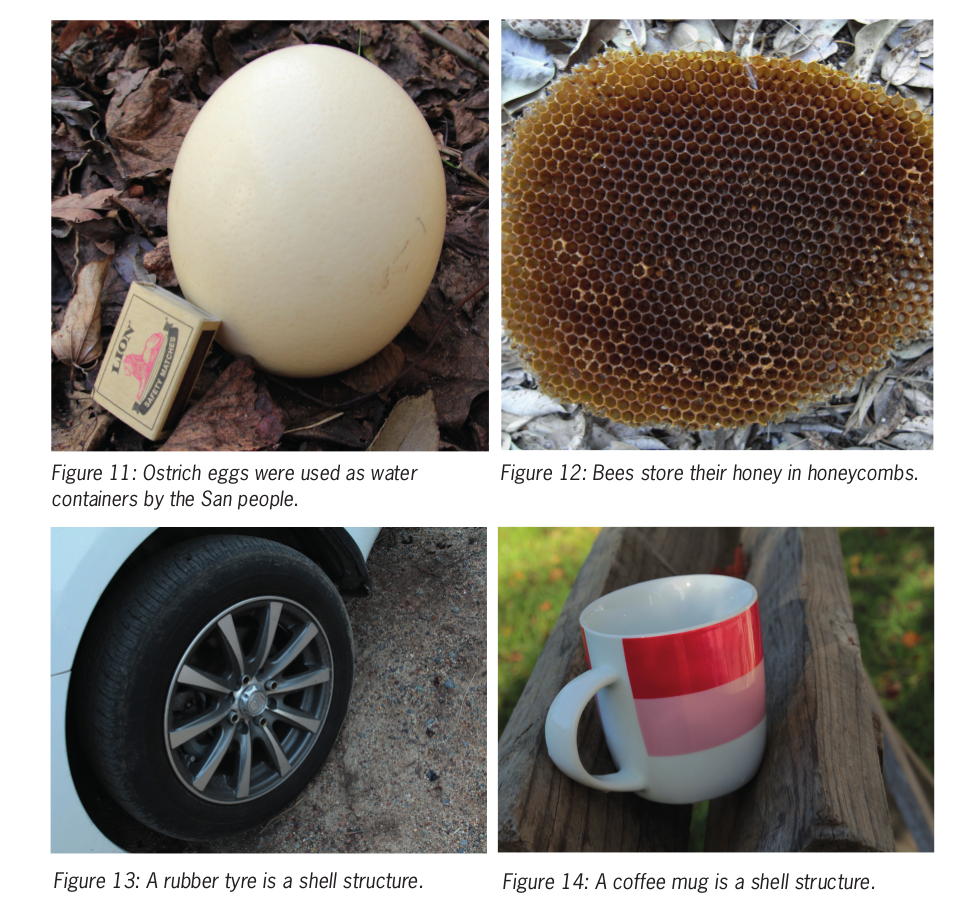 LION
SAFETY MATCHES
Figure 11: Ostrich eggs were used as water
containers by the San people.
Figure 12: Bees store their honey in honeycombs.
Figure 13: A rubber tyre is a shell structure.
Figure 14: A coffee mug is a shell structure.